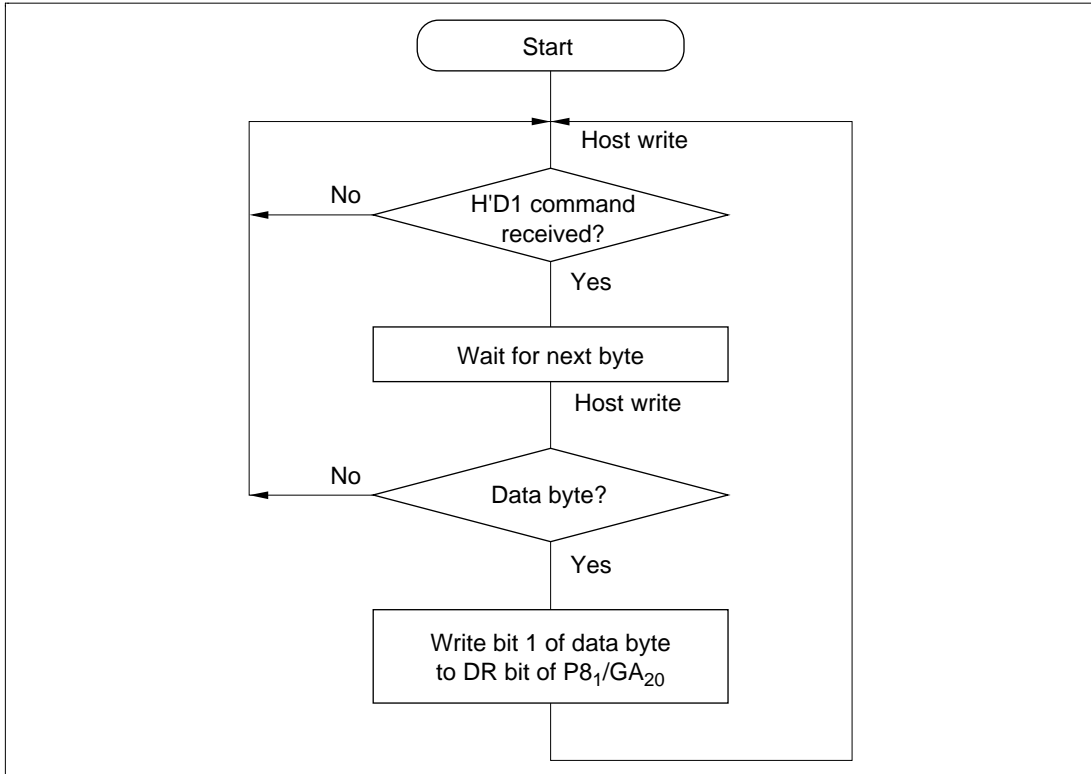 Start
Host write
No
H'D1 command
received?
Yes
Wait for next byte
Host write
No
Data byte?
Yes
Write bit 1 of data byte
to DR bit of P8₁/GA₂₀